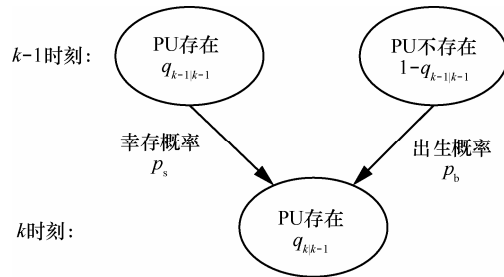 k-1时刻:
PU存在
q_{k-1|k-1}
PU不存在
1-q_{k-1|k-1}
幸存概率
p_s
出生概率
p_b
k时刻:
PU存在
q_{k|k-1}